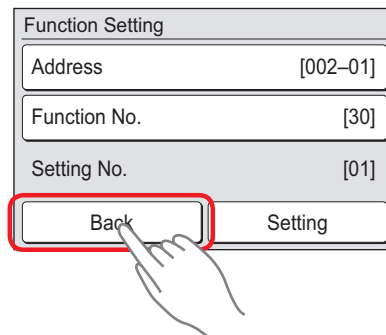 Function Setting
Address [002–01]
Function No. [30]
Setting No. [01]
Back Setting